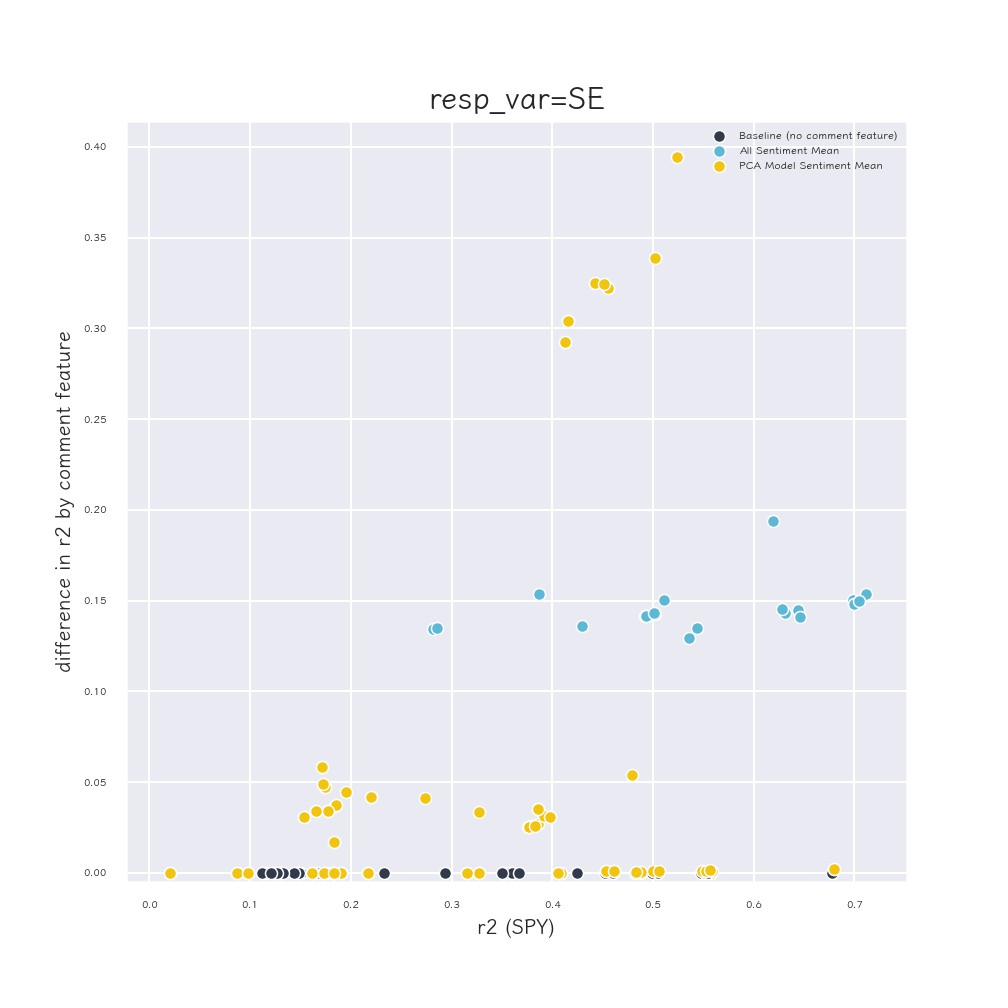 resp_var=SE
Baseline (no comment feature)
All Sentiment Mean
PCA Model Sentiment Mean
0.40
0.35
0.30
0.25
0.20
0.15
0.10
0.05
0.00
difference in r2 by comment feature
0.0 0.1 0.2 0.3 0.4 0.5 0.6 0.7
r2 (SPY)